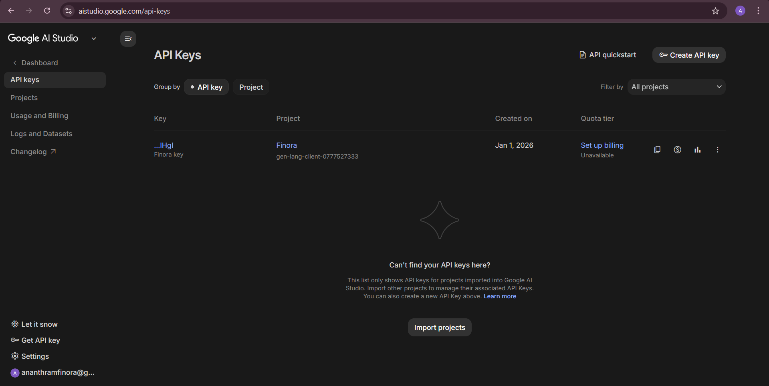 aistudio.google.com/api-keys
A
Google AI Studio
Dashboard
API keys
Projects
Usage and Billing
Logs and Datasets
Changelog
API Keys
API quickstart
Create API key
Group by
API key
Project
Filter by
All projects
Key
Project
Created on
Quota tier
...lHgI
Finora
Jan 1, 2026
Set up billing
Finora key
gen-lang-client-0777527333
Unavailable
Can't find your API keys here?
This list only shows API keys for projects imported into Google AI
Studio. Import other projects to manage their associated API Keys.
You can also create a new API Key above. Learn more
Import projects
Let it snow
Get API key
Settings
A
ananthramfinora@g...